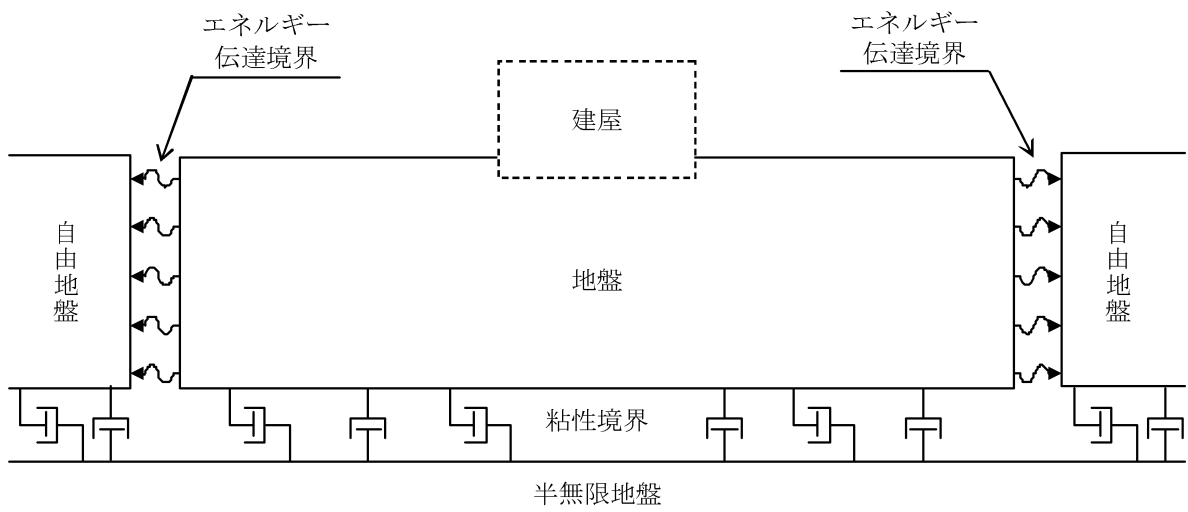 エネルギー
伝達境界
エネルギー
伝達境界
建屋
自由地盤
地盤
自由地盤
粘性境界
半無限地盤